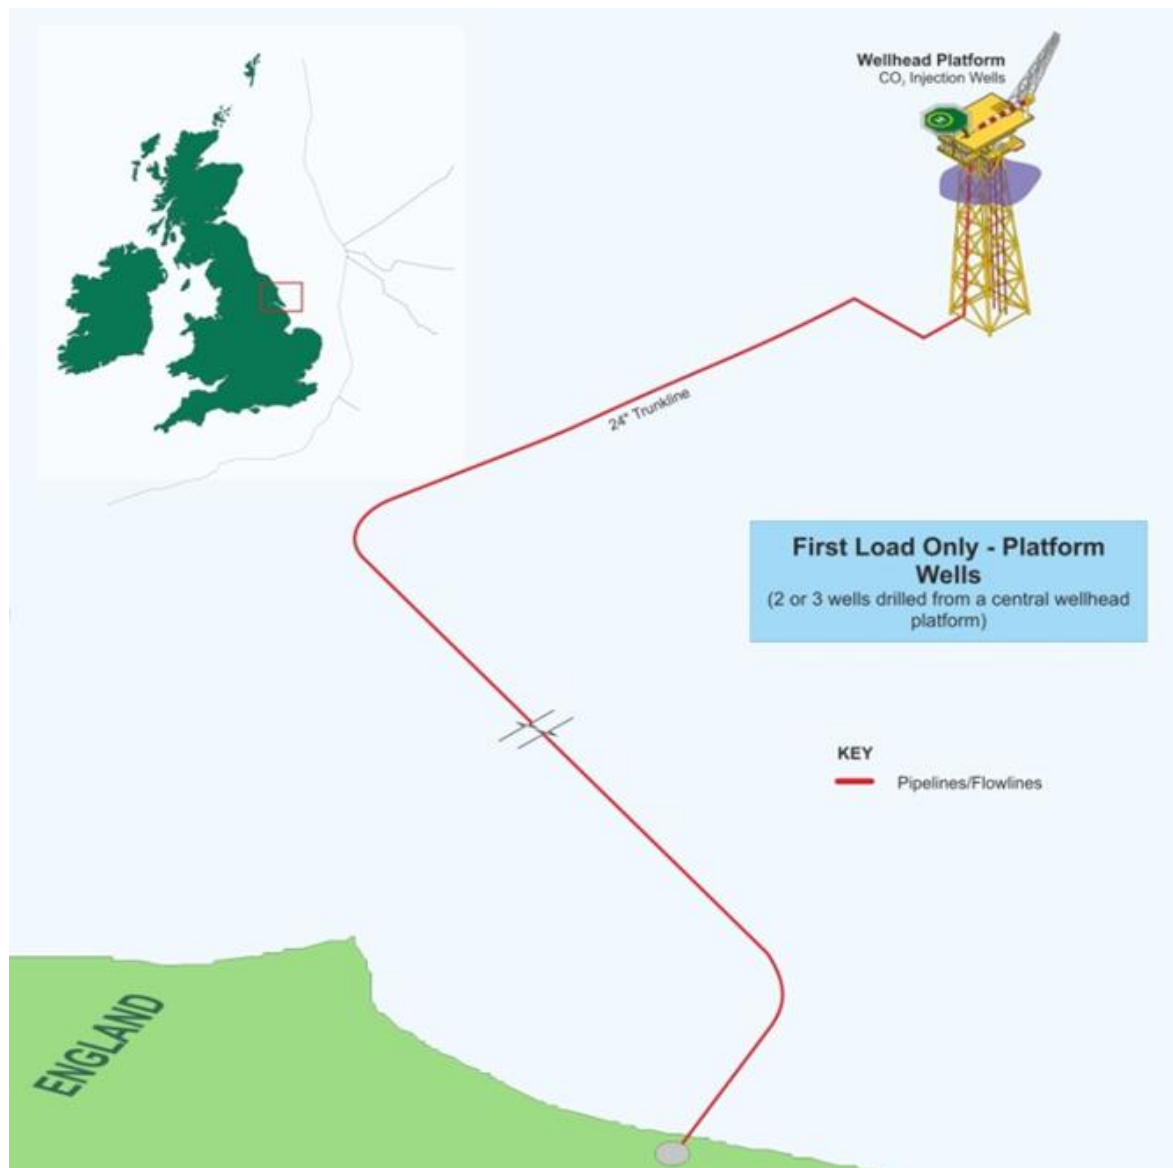 Wellhead Platform
CO₂ Injection Wells
24" Trunkline
First Load Only - Platform
Wells
(2 or 3 wells drilled from a central wellhead
platform)
KEY
Pipelines/Flowlines
ENGLAND
H